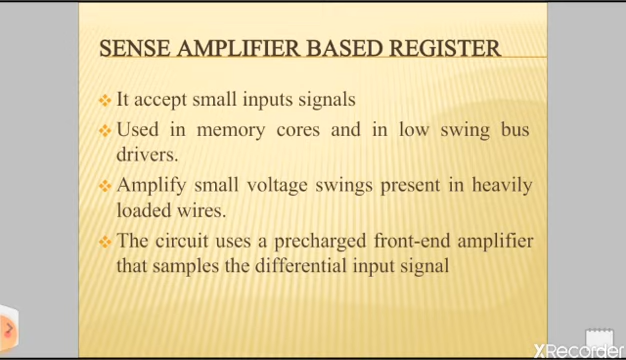 SENSE AMPLIFIER BASED REGISTER
It accept small inputs signals
Used in memory cores and in low swing bus
drivers.
Amplify small voltage swings present in heavily
loaded wires.
The circuit uses a precharged front-end amplifier
that samples the differential input signal
XRecorder